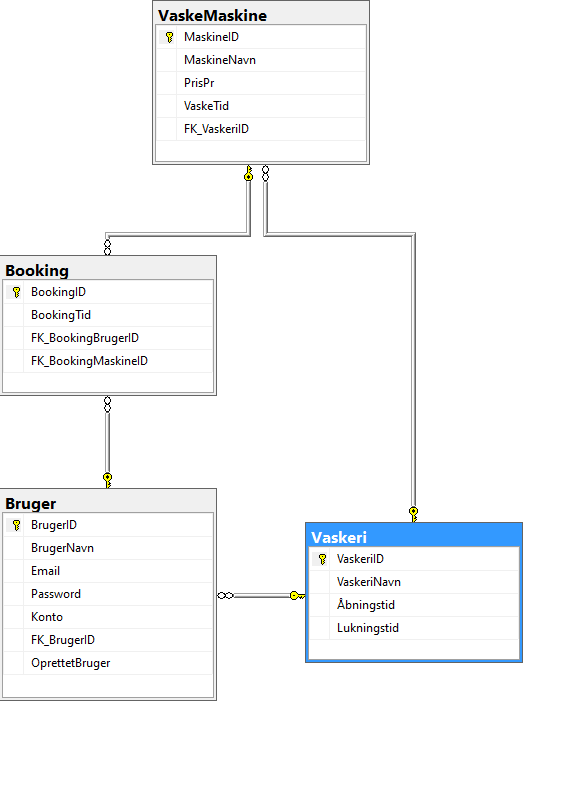 VaskeMaskine
MaskineID
MaskineNavn
PrisPr
VaskeTid
FK_VaskeriID
Booking
BookingID
BookingTid
FK_BookingBrugerID
FK_BookingMaskineID
Bruger
BrugerID
BrugerNavn
Email
Password
Konto
FK_BrugerID
OprettetBruger
Vaskeri
VaskeriID
VaskeriNavn
Åbningstid
Lukningstid